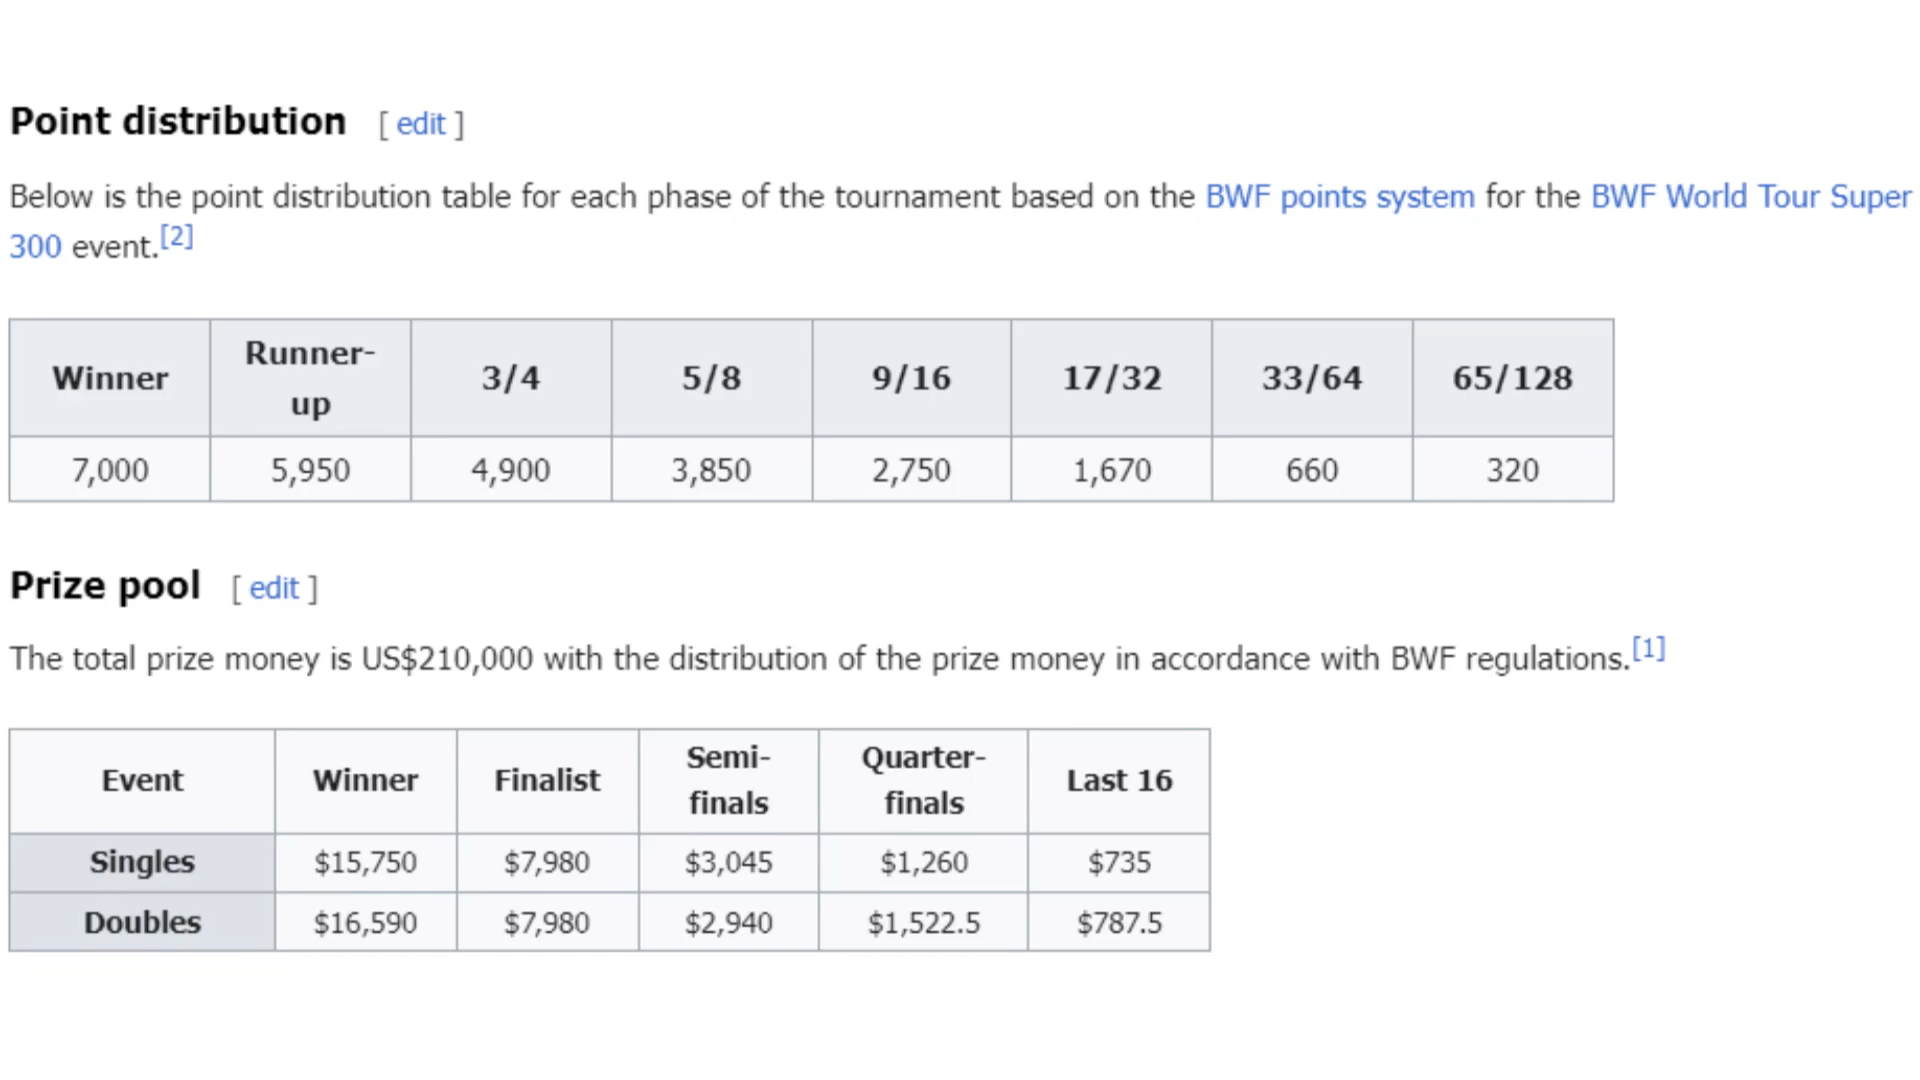 Point distribution [ edit ]
Below is the point distribution table for each phase of the tournament based on the BWF points system for the BWF World Tour Super
300 event.[2]
Winner Runner-up 3/4 5/8 9/16 17/32 33/64 65/128
7,000 5,950 4,900 3,850 2,750 1,670 660 320
Prize pool [ edit ]
The total prize money is US$210,000 with the distribution of the prize money in accordance with BWF regulations.[1]
Event Winner Finalist Semi-finals Quarter-finals Last 16
Singles $15,750 $7,980 $3,045 $1,260 $735
Doubles $16,590 $7,980 $2,940 $1,522.5 $787.5